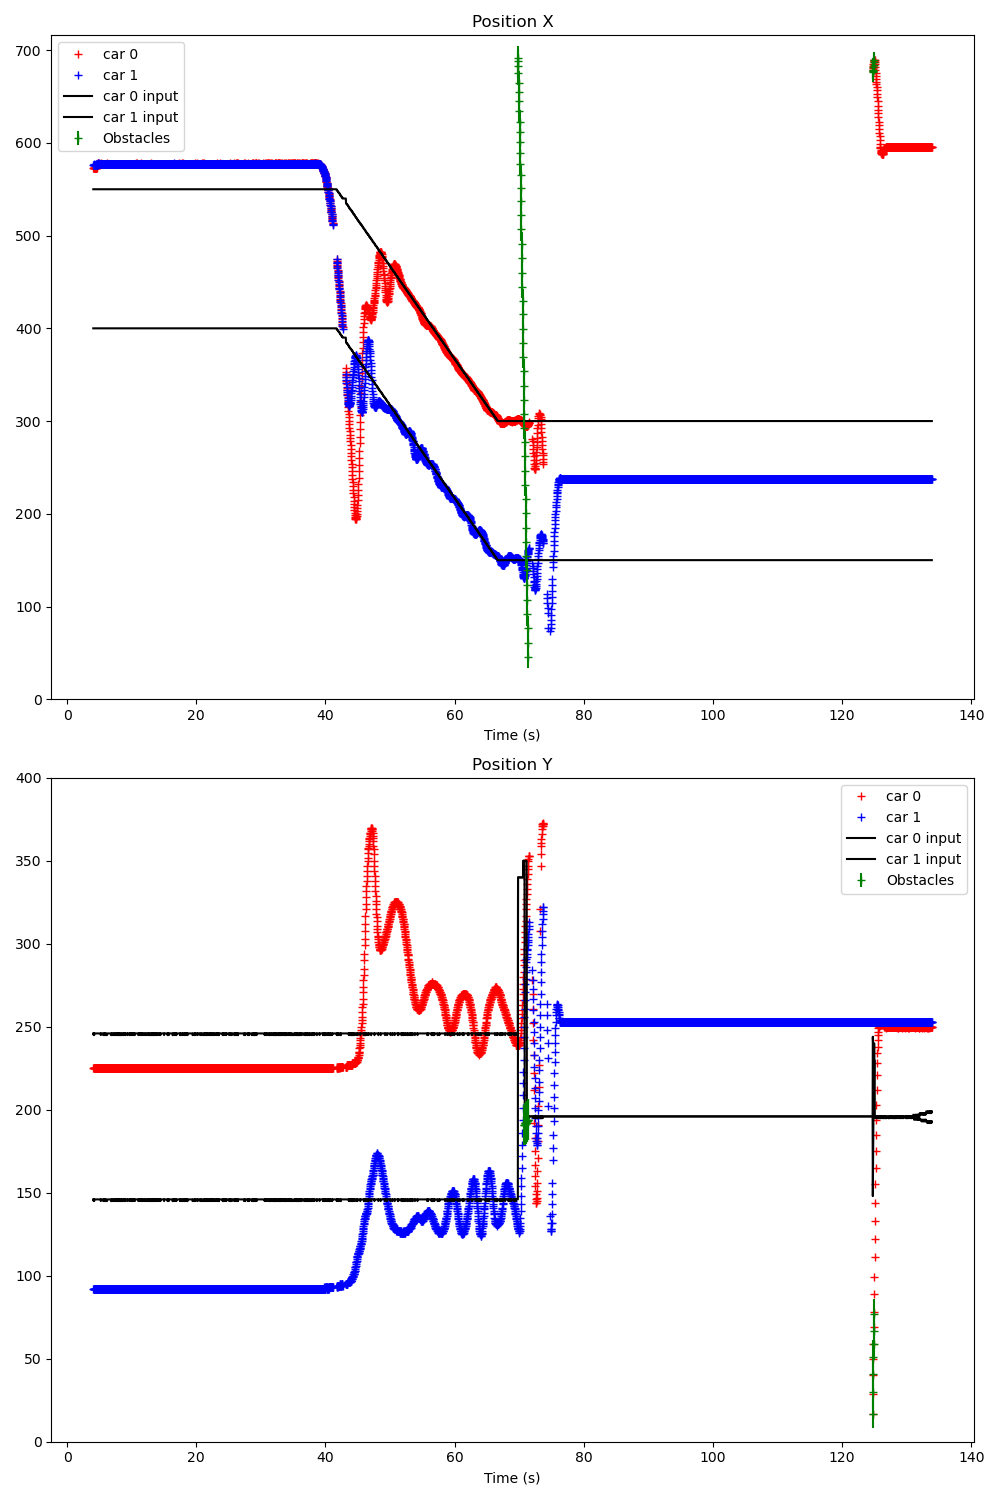 Position X
700
600
500
400
300
200
100
0
car 0
car 1
car 0 input
car 1 input
Obstacles
0 20 40 60 80 100 120 140
Time (s)
Position Y
400
350
300
250
200
150
100
50
0
car 0
car 1
car 0 input
car 1 input
Obstacles
0 20 40 60 80 100 120 140
Time (s)